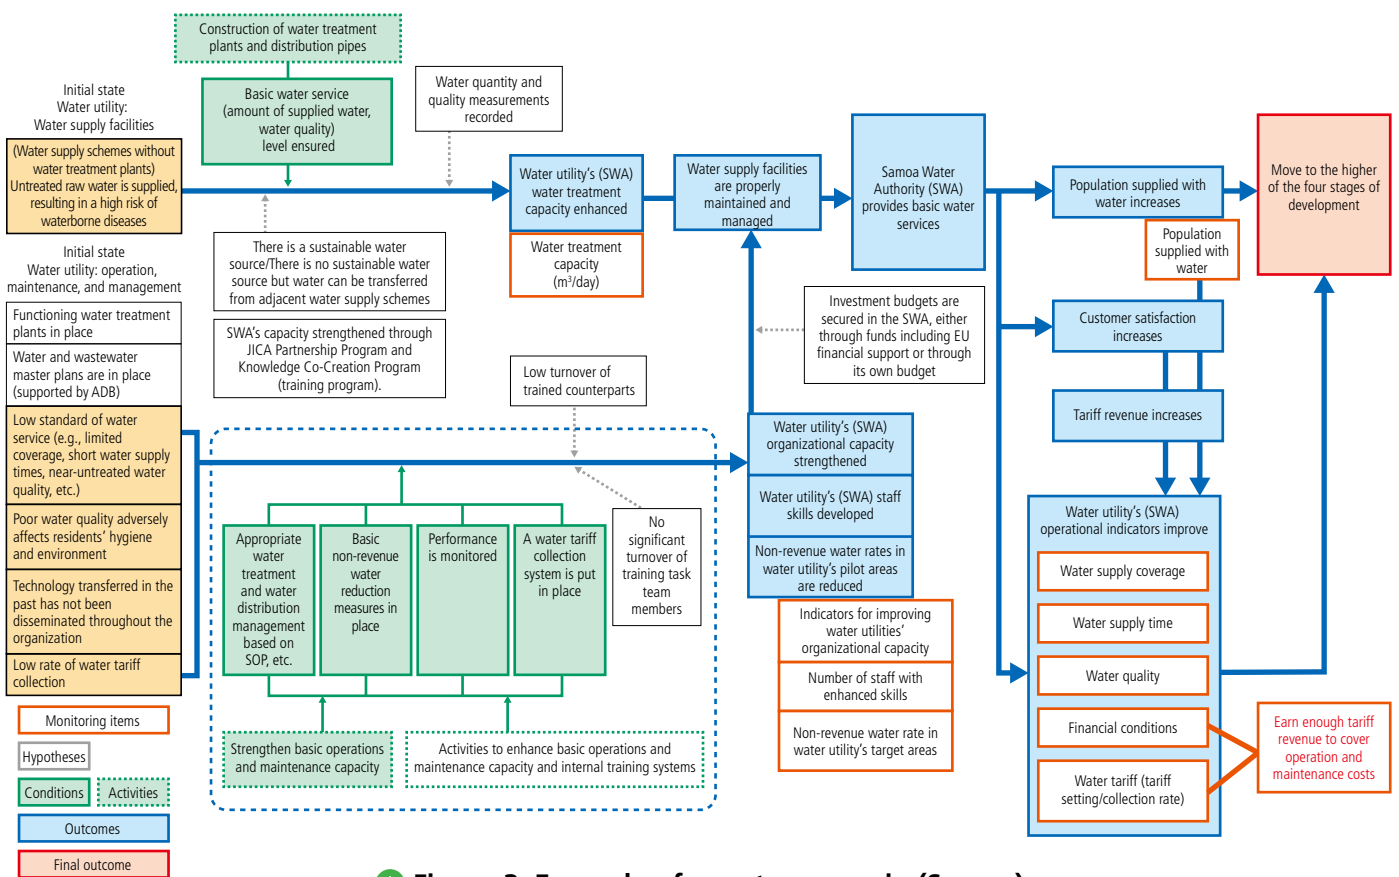 Construction of water treatment
plants and distribution pipes
Basic water service
(amount of supplied water,
water quality)
level ensured
Water quantity and
quality measurements
recorded
Initial state
Water utility:
Water supply facilities
(Water supply schemes without
water treatment plants)
Untreated raw water is supplied,
resulting in a high risk of
waterborne diseases
Water utility's (SWA)
water treatment
capacity enhanced
Water treatment
capacity
(m³/day)
Water supply facilities
are properly
maintained and
managed
Samoa Water
Authority (SWA)
provides basic water
services
Population supplied with
water increases
Population
supplied with
water
Move to the higher
of the four stages of
development
There is a sustainable water
source/There is no sustainable water
source but water can be transferred
from adjacent water supply schemes
SWA's capacity strengthened through
JICA Partnership Program and
Knowledge Co-Creation Program
(training program).
Investment budgets are
secured in the SWA, either
through funds including EU
financial support or through
its own budget
Customer satisfaction
increases
Tariff revenue increases
Initial state
Water utility: operation,
maintenance, and management
Functioning water treatment
plants in place
Water and wastewater
master plans are in place
(supported by ADB)
Low standard of water
service (e.g., limited
coverage, short water supply
times, near-untreated water
quality, etc.)
Poor water quality adversely
affects residents' hygiene
and environment
Technology transferred in the
past has not been
disseminated throughout the
organization
Low rate of water tariff
collection
Low turnover of
trained counterparts
No
significant
turnover of
training task
team
members
Appropriate
water
treatment
and water
distribution
management
based on
SOP, etc.
Basic
non-revenue
water
reduction
measures in
place
Performance
is monitored
A water tariff
collection
system is put
in place
Strengthen basic operations
and maintenance capacity
Activities to enhance basic operations and
maintenance capacity and internal training systems
Water utility's (SWA)
organizational capacity
strengthened
Water utility's (SWA) staff
skills developed
Non-revenue water rates in
water utility's pilot areas
are reduced
Indicators for improving
water utilities'
organizational capacity
Number of staff with
enhanced skills
Non-revenue water rate in
water utility's target areas
Water utility's (SWA)
operational indicators improve
Water supply coverage
Water supply time
Water quality
Financial conditions
Water tariff (tariff
setting/collection rate)
Earn enough tariff
revenue to cover
operation and
maintenance costs
Monitoring items
Hypotheses
Conditions
Activities
Outcomes
Final outcome